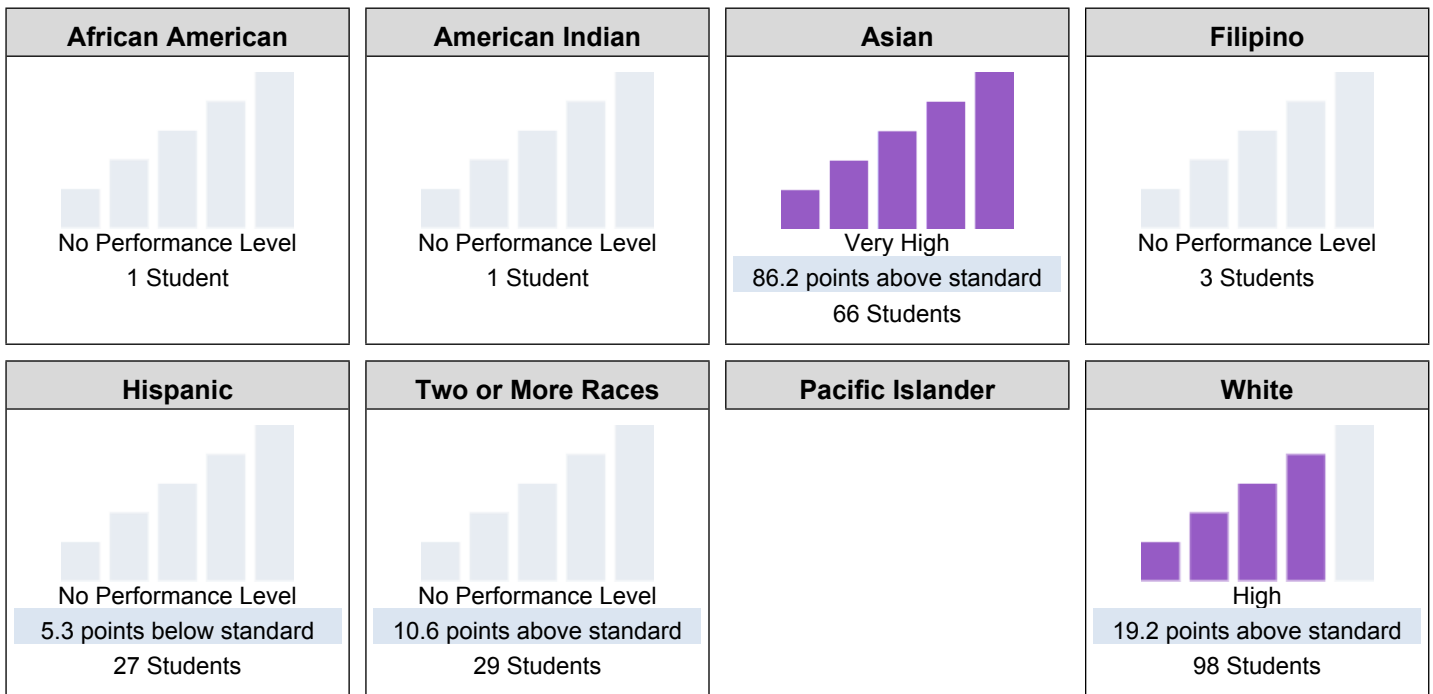 African American
No Performance Level
1 Student
American Indian
No Performance Level
1 Student
Asian
Very High
86.2 points above standard
66 Students
Filipino
No Performance Level
3 Students
Hispanic
No Performance Level
5.3 points below standard
27 Students
Two or More Races
No Performance Level
10.6 points above standard
29 Students
Pacific Islander
White
High
19.2 points above standard
98 Students